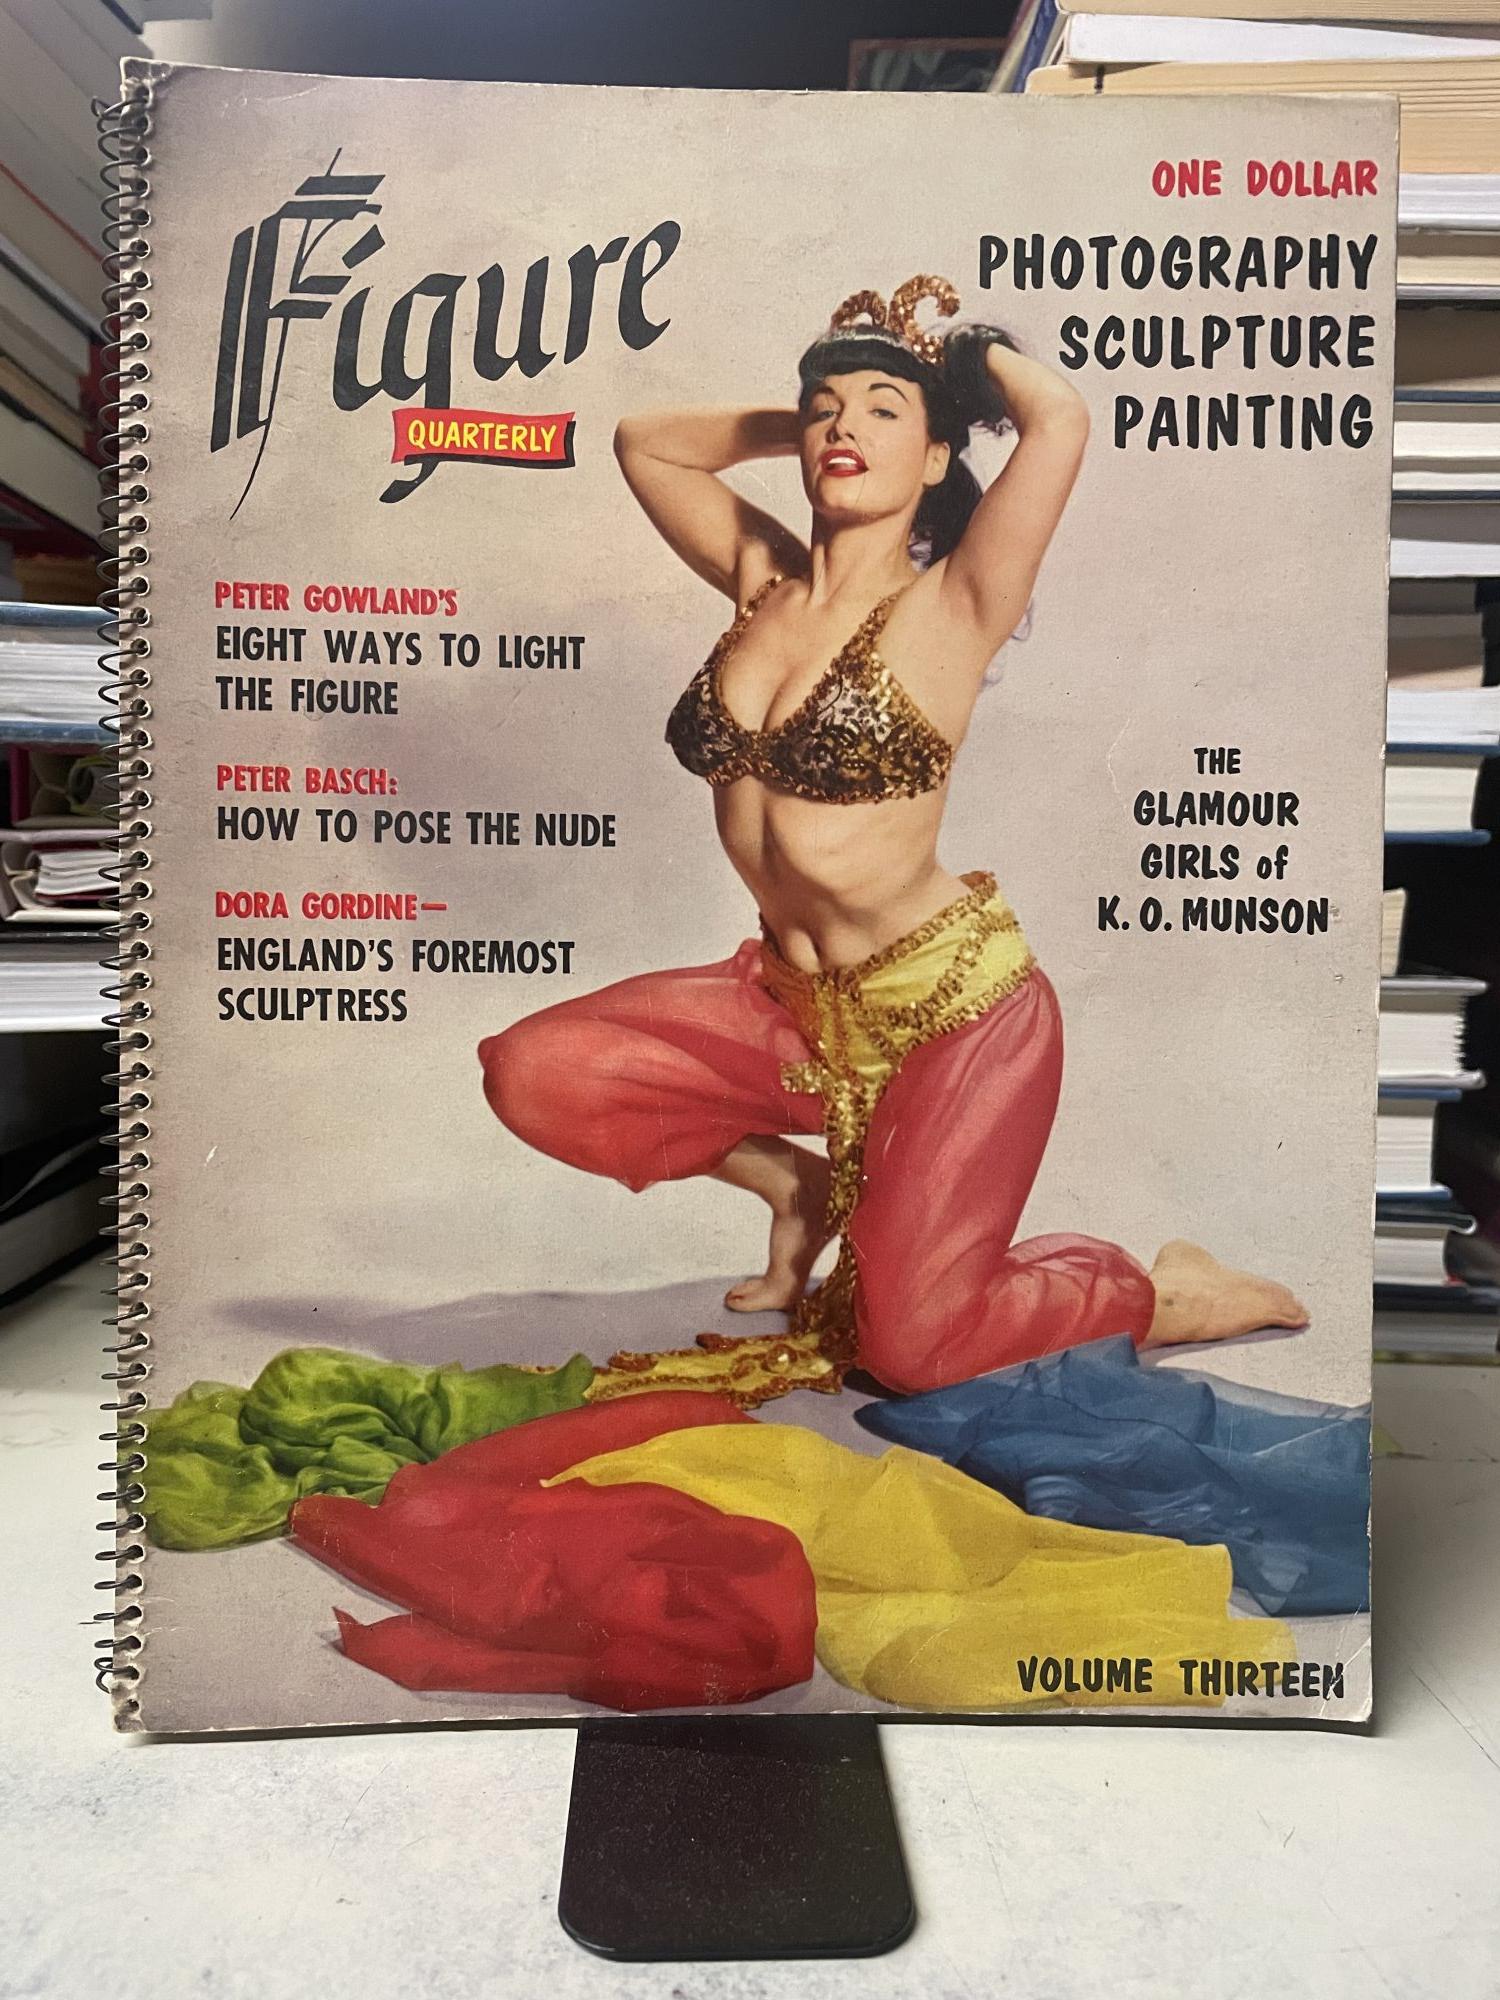 Figure
QUARTERLY
ONE DOLLAR
PHOTOGRAPHY
SCULPTURE
PAINTING
PETER GOWLAND'S
EIGHT WAYS TO LIGHT
THE FIGURE
PETER BASCH:
HOW TO POSE THE NUDE
DORA GORDINE—
ENGLAND'S FOREMOST
SCULPTRESS
THE
GLAMOUR
GIRLS of
K. O. MUNSON
VOLUME THIRTEEN